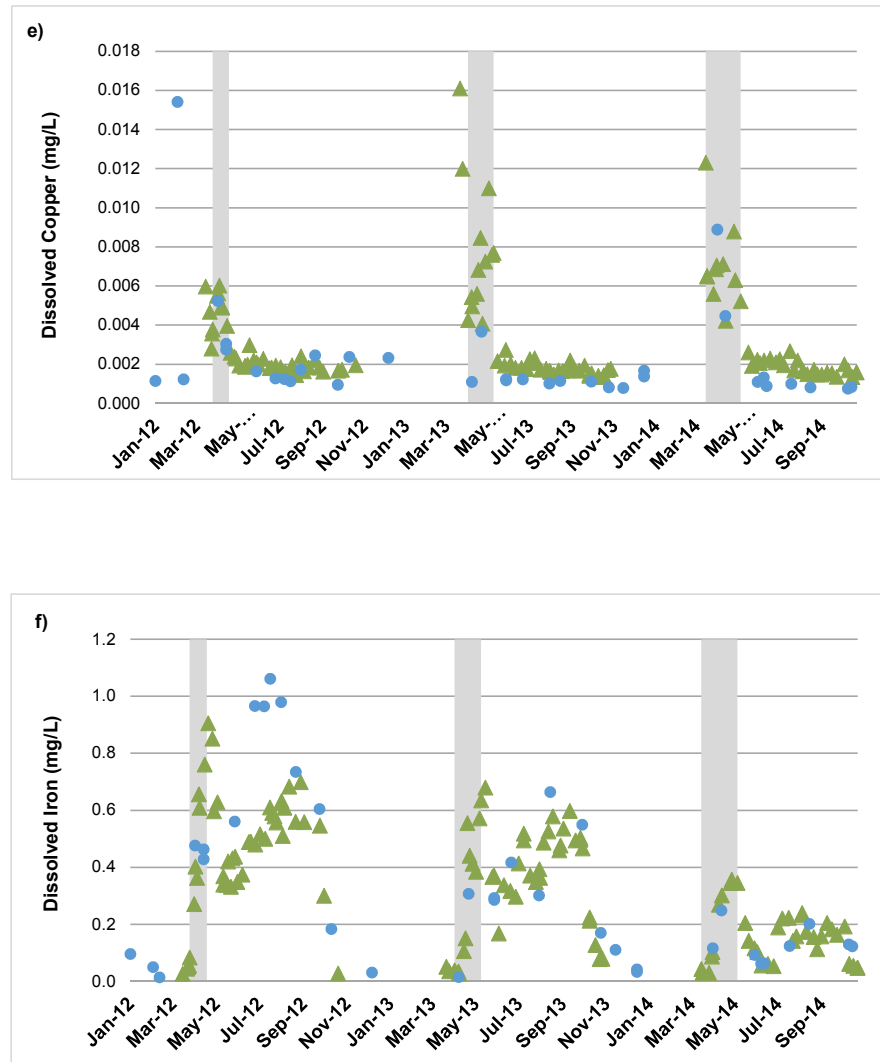 e)
Dissolved Copper (mg/L)
0.018
0.016
0.014
0.012
0.010
0.008
0.006
0.004
0.002
0.000
Jan-12 Mar-12 May-... Jul-12 Sep-12 Nov-12 Jan-13 Mar-13 May-... Jul-13 Sep-13 Nov-13 Jan-14 Mar-14 May-... Jul-14 Sep-14
f)
Dissolved Iron (mg/L)
1.2
1.0
0.8
0.6
0.4
0.2
0.0
Jan-12 Mar-12 May-12 Jul-12 Sep-12 Nov-12 Jan-13 Mar-13 May-13 Jul-13 Sep-13 Nov-13 Jan-14 Mar-14 May-14 Jul-14 Sep-14